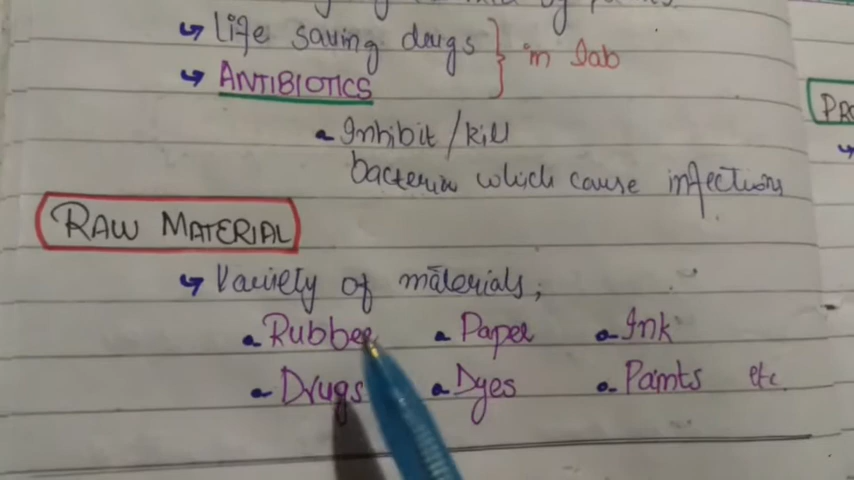 ↳ Life saving drugs } in lab
↳ ANTIBIOTICS
Inhibit / kill
bacteria which cause infections.
RAW MATERIAL
↳ Variety of materials;
• Rubber • Paper • Ink
• Drugs • Dyes • Paints etc.